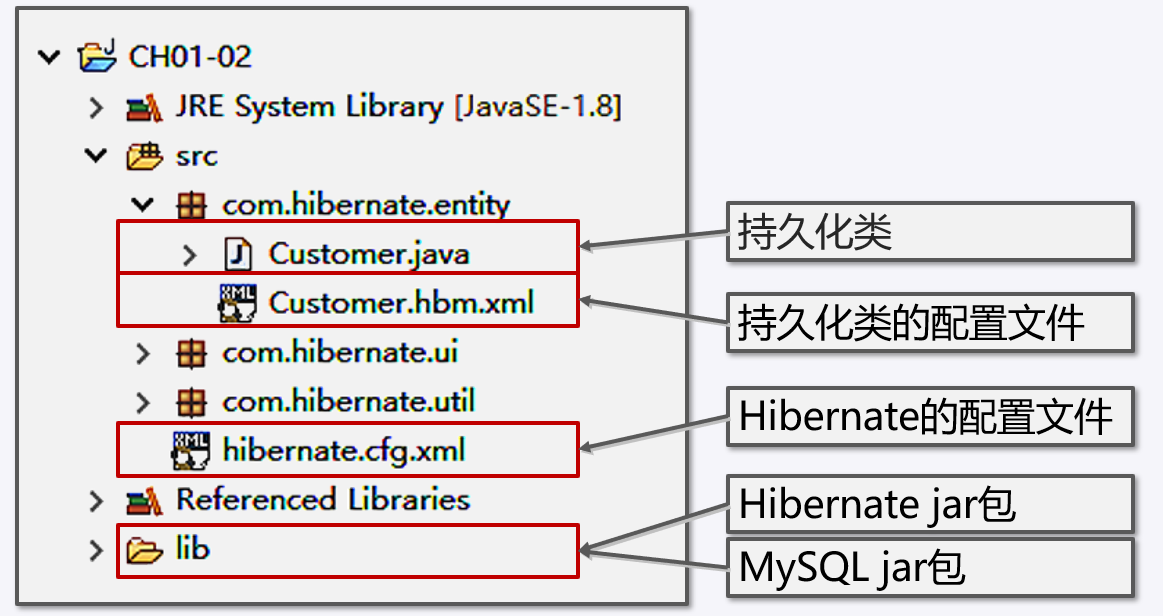 CH01-02
JRE System Library [JavaSE-1.8]
src
com.hibernate.entity
Customer.java
持久化类
Customer.hbm.xml
持久化类的配置文件
com.hibernate.ui
com.hibernate.util
hibernate.cfg.xml
Hibernate的配置文件
Referenced Libraries
lib
Hibernate jar包
MySQL jar包